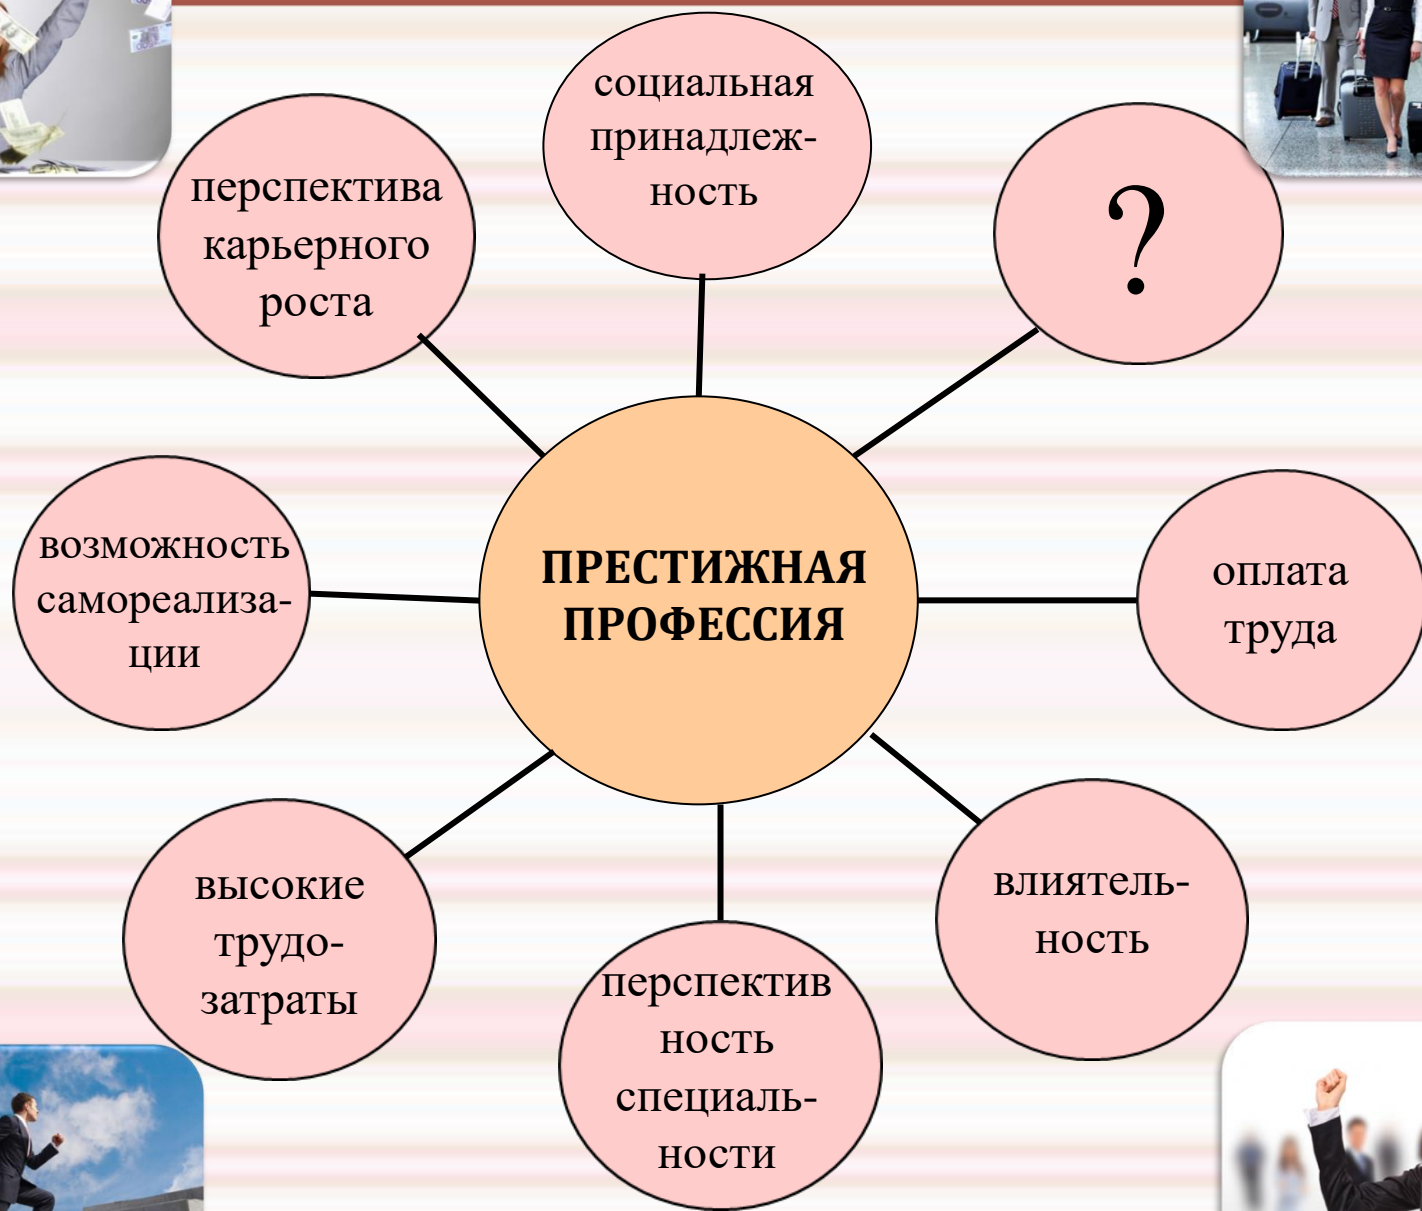 социальная
принадлеж-
ность
перспектива
карьерного
роста
?
возможность
самореализа-
ции
ПРЕСТИЖНАЯ
ПРОФЕССИЯ
оплата
труда
высокие
трудо-
затраты
влиятель-
ность
перспектив
ность
специаль-
ности